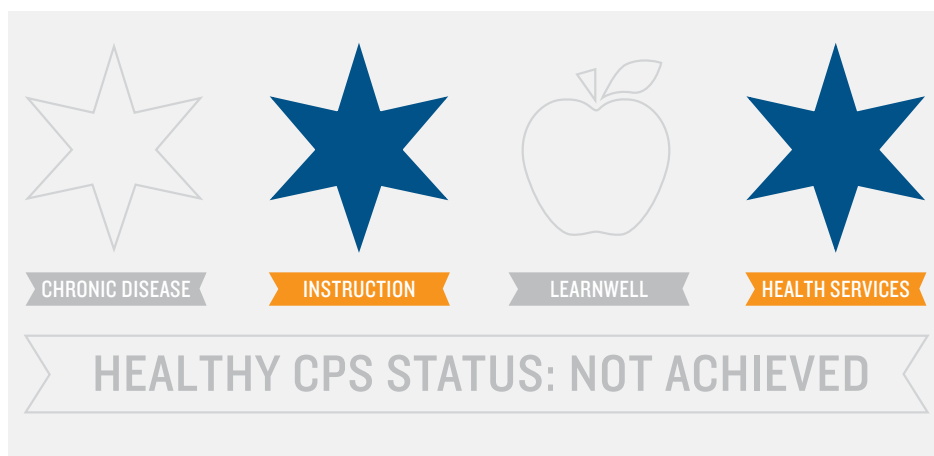 CHRONIC DISEASE
INSTRUCTION
LEARNWELL
HEALTH SERVICES
HEALTHY CPS STATUS: NOT ACHIEVED